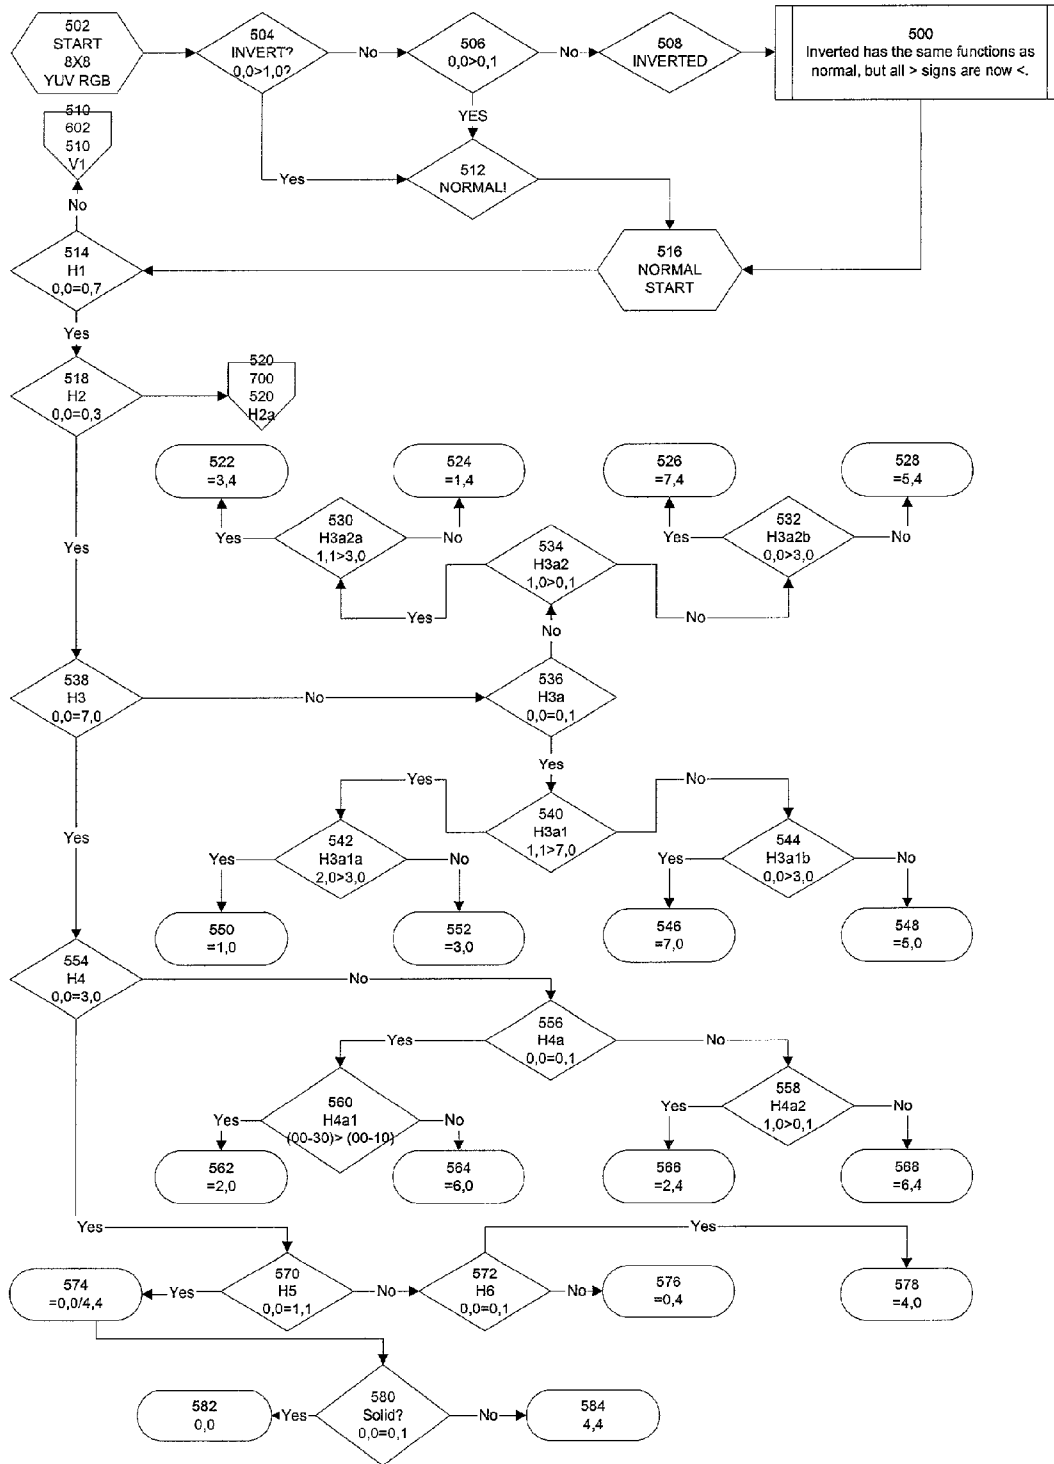 502
START
8X8
YUV RGB
504
INVERT?
0,0>1,0?
No
506
0,0>0,1
No
508
INVERTED
500
Inverted has the same functions as
normal, but all > signs are now <.
YES
Yes
512
NORMAL!
510
602
510
V1
No
514
H1
0,0=0,7
516
NORMAL
START
Yes
518
H2
0,0=0,3
520
700
520
H2a
522
=3,4
524
=1,4
526
=7,4
528
=5,4
Yes
530
H3a2a
1,1>3,0
No
534
H3a2
1,0>0,1
Yes
532
H3a2b
0,0>3,0
No
Yes
Yes
No
No
538
H3
0,0=7,0
No
536
H3a
0,0=0,1
Yes
Yes
No
540
H3a1
1,1>7,0
Yes
Yes
542
H3a1a
2,0>3,0
No
Yes
544
H3a1b
0,0>3,0
No
550
=1,0
552
=3,0
546
=7,0
548
=5,0
554
H4
0,0=3,0
No
556
H4a
0,0=0,1
Yes
No
Yes
560
H4a1
(00-30)> (00-10)
No
Yes
558
H4a2
1,0>0,1
No
562
=2,0
564
=6,0
566
=2,4
568
=6,4
Yes
Yes
574
=0,0/4,4
Yes
570
H5
0,0=1,1
No
572
H6
0,0=0,1
No
576
=0,4
578
=4,0
582
0,0
Yes
580
Solid?
0,0=0,1
No
584
4,4